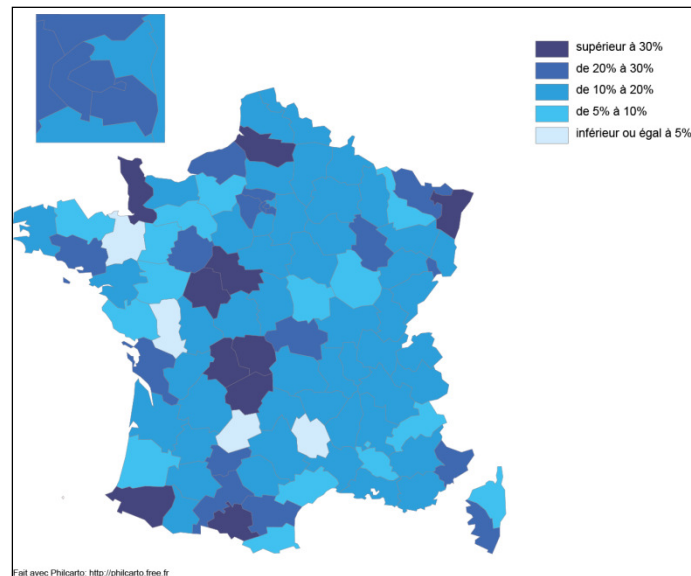 supérieur à 30%
de 20% à 30%
de 10% à 20%
de 5% à 10%
inférieur ou égal à 5%
Fait avec Philcarto: http://philcarto.free.fr